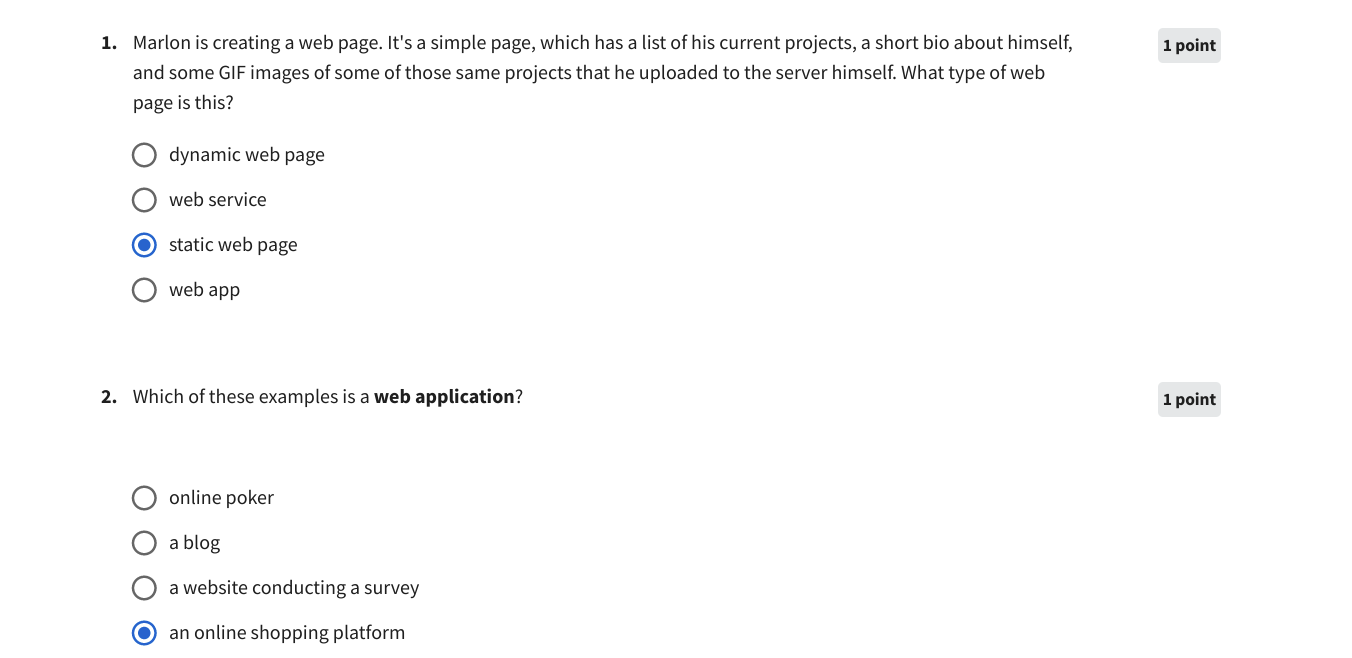 1. Marlon is creating a web page. It's a simple page, which has a list of his current projects, a short bio about himself,
and some GIF images of some of those same projects that he uploaded to the server himself. What type of web
page is this?
1 point
dynamic web page
web service
static web page
web app
2. Which of these examples is a web application?
1 point
online poker
a blog
a website conducting a survey
an online shopping platform